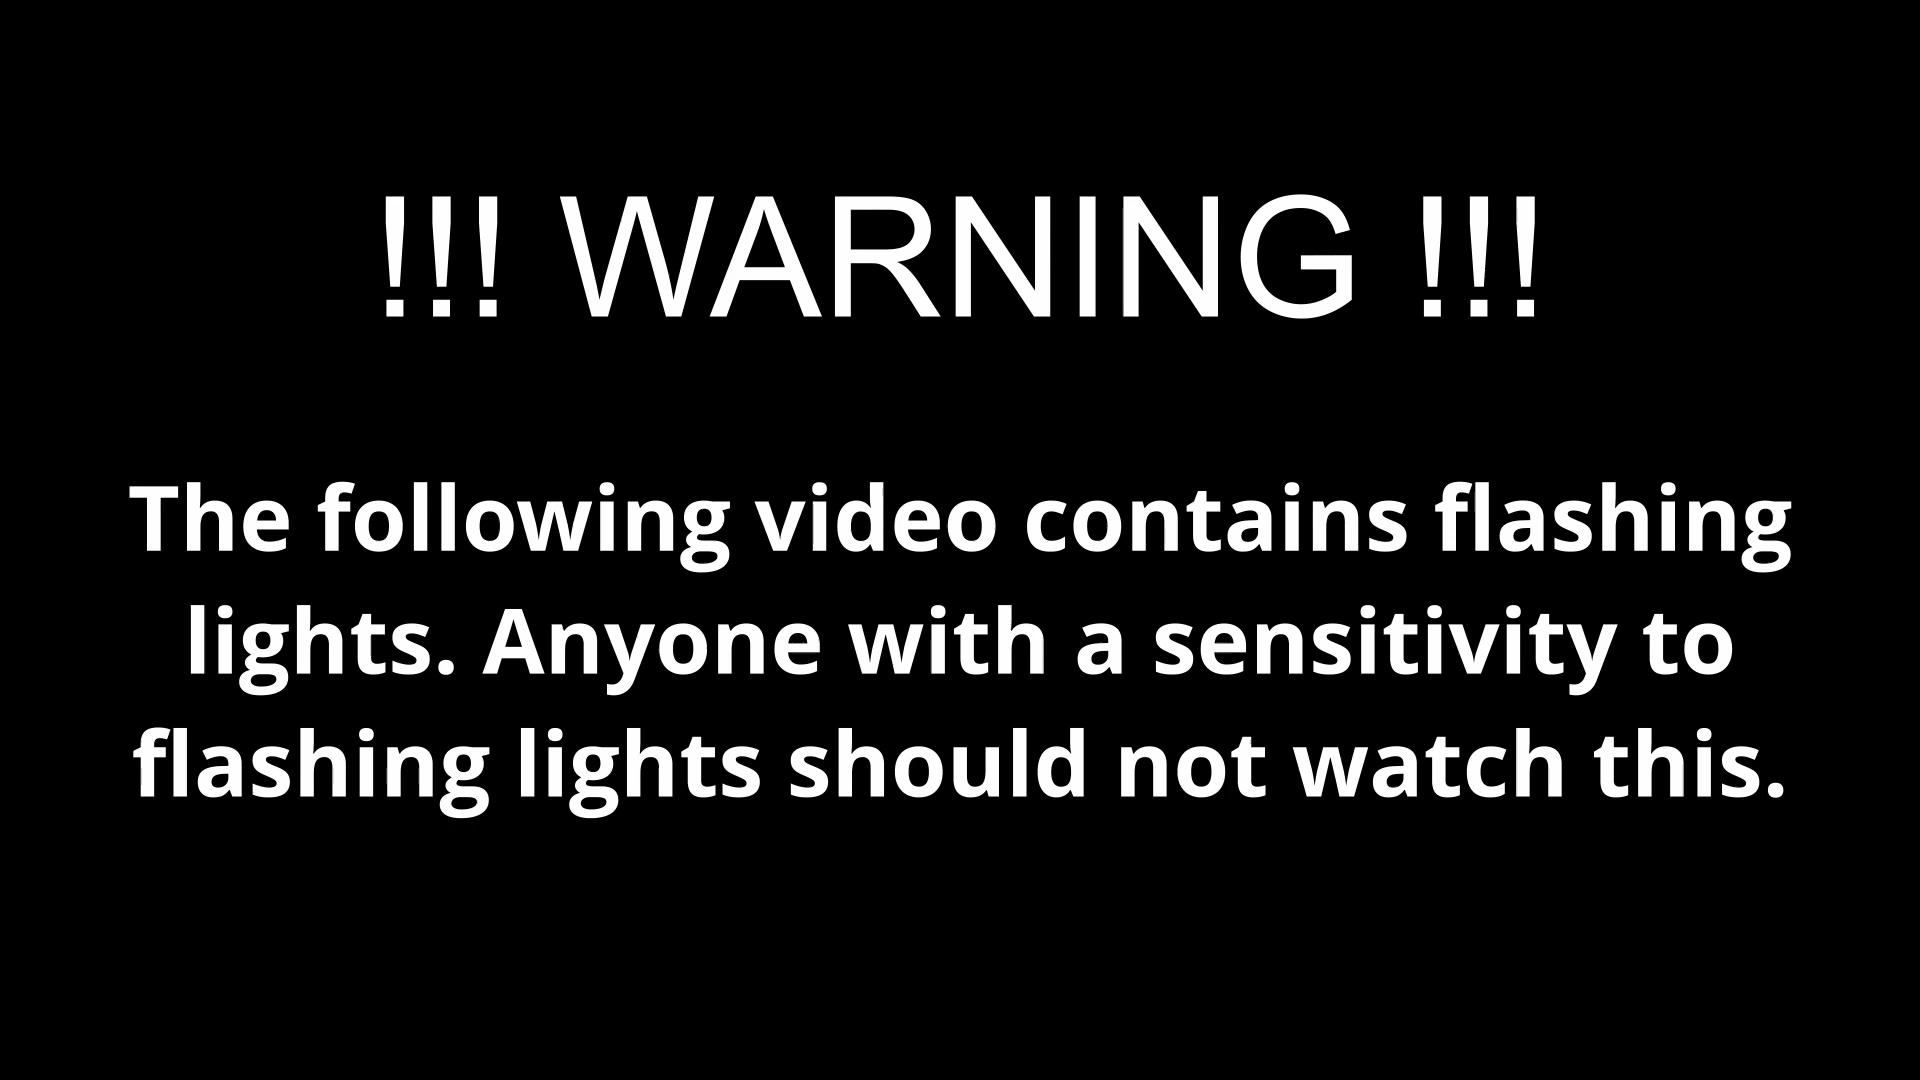 !!! WARNING !!!
The following video contains flashing
lights. Anyone with a sensitivity to
flashing lights should not watch this.